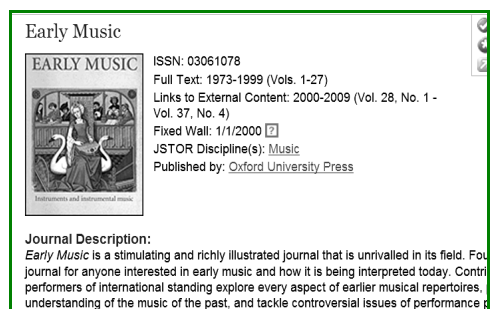 Early Music
EARLY MUSIC
Instruments and instrumental music
ISSN: 03061078
Full Text: 1973-1999 (Vols. 1-27)
Links to External Content: 2000-2009 (Vol. 28, No. 1 -
Vol. 37, No. 4)
Fixed Wall: 1/1/2000 ?
JSTOR Discipline(s): Music
Published by: Oxford University Press
Journal Description:
Early Music is a stimulating and richly illustrated journal that is unrivalled in its field.
journal for anyone interested in early music and how it is being interpreted today.
performers of international standing explore every aspect of earlier musical repertoires,
understanding of the music of the past, and tackle controversial issues of performance